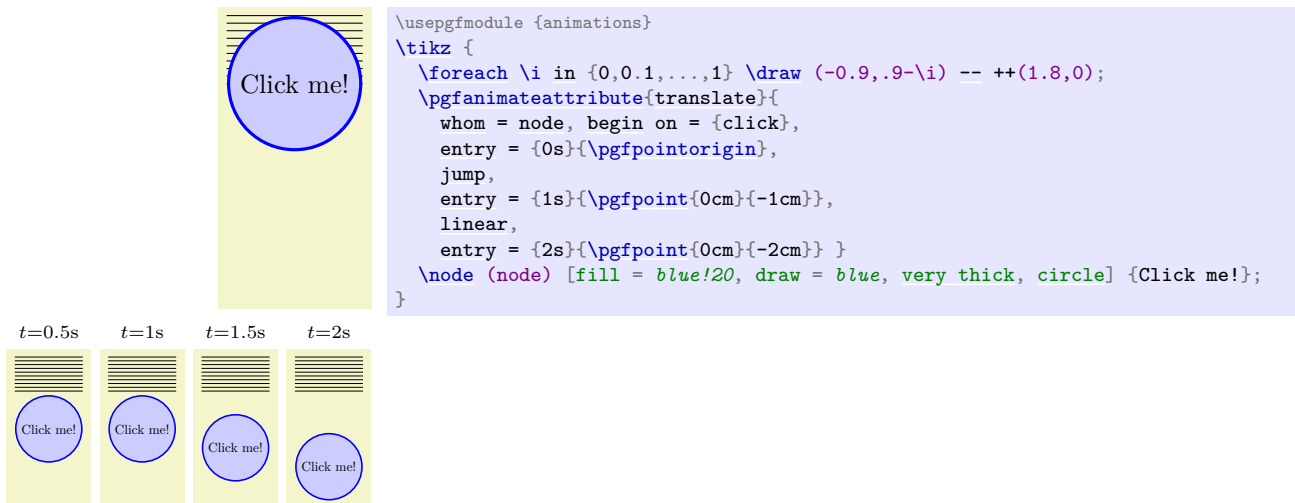 Click me!
\usepgfmodule {animations}
\tikz {
  \foreach \i in {0,0.1,...,1} \draw (-0.9,.9-\i) -- ++(1.8,0);
  \pgfanimateattribute{translate}{
    whom = node, begin on = {click},
    entry = {0s}{\pgfpointorigin},
    jump,
    entry = {1s}{\pgfpoint{0cm}{-1cm}},
    linear,
    entry = {2s}{\pgfpoint{0cm}{-2cm}} }
  \node (node) [fill = blue!20, draw = blue, very thick, circle] {Click me!};
}
t=0.5s t=1s t=1.5s t=2s
Click me! Click me! Click me! Click me!